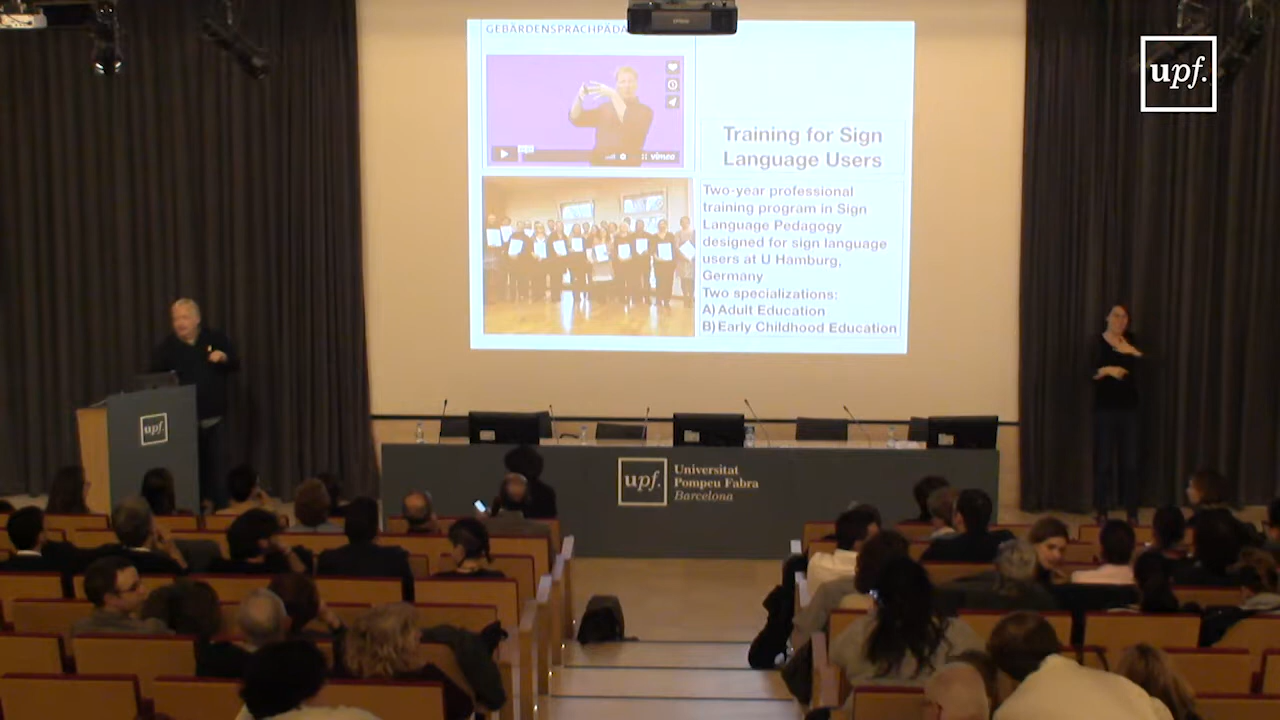 GEBÄRDENSPRACHPÄDA
vimeo
Training for Sign
Language Users
Two-year professional
training program in Sign
Language Pedagogy
designed for sign language
users at U Hamburg,
Germany
Two specializations:
A) Adult Education
B) Early Childhood Education
upf.
upf.
upf.
Universitat
Pompeu Fabra
Barcelona